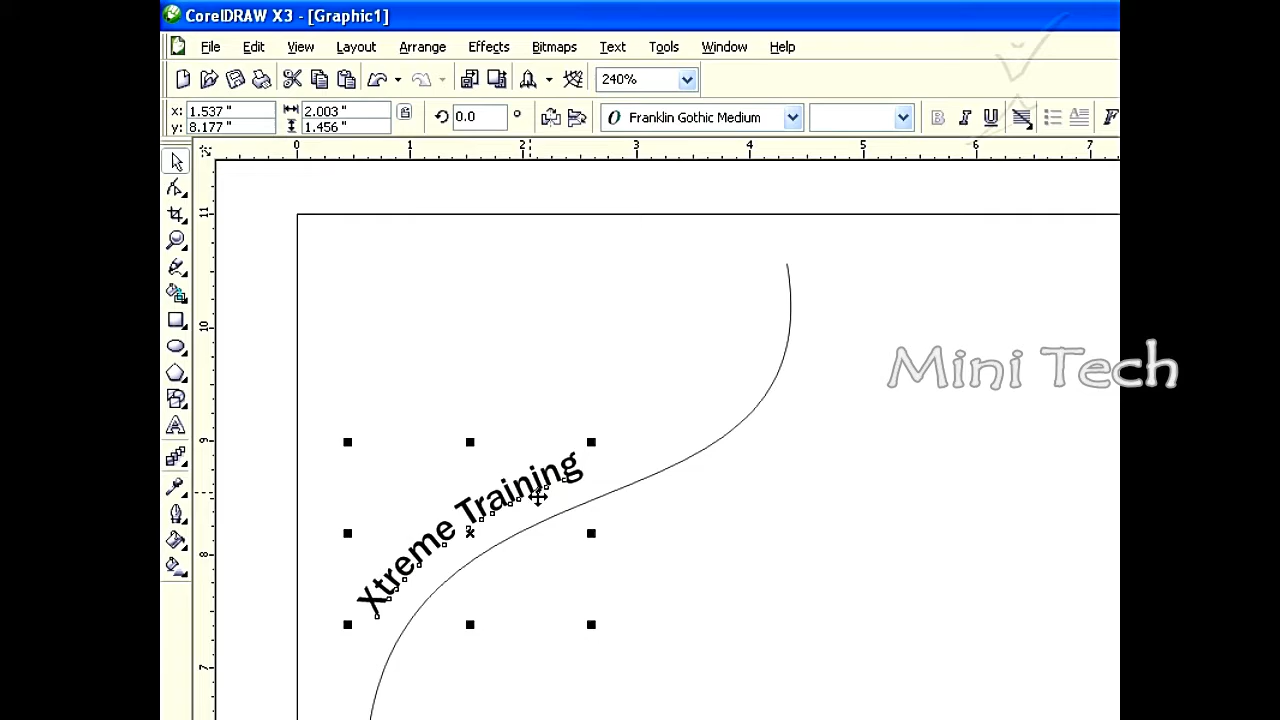 CorelDRAW X3 - [Graphic1]
File Edit View Layout Arrange Effects Bitmaps Text Tools Window Help
240%
x: 1.537 " 2.003 " 0.0 ° Franklin Gothic Medium B I U F
y: 8.177 " 1.456 "
0 1 2 3 4 5 6 7
11
10
Mini Tech
9
Xtreme Training
8
7